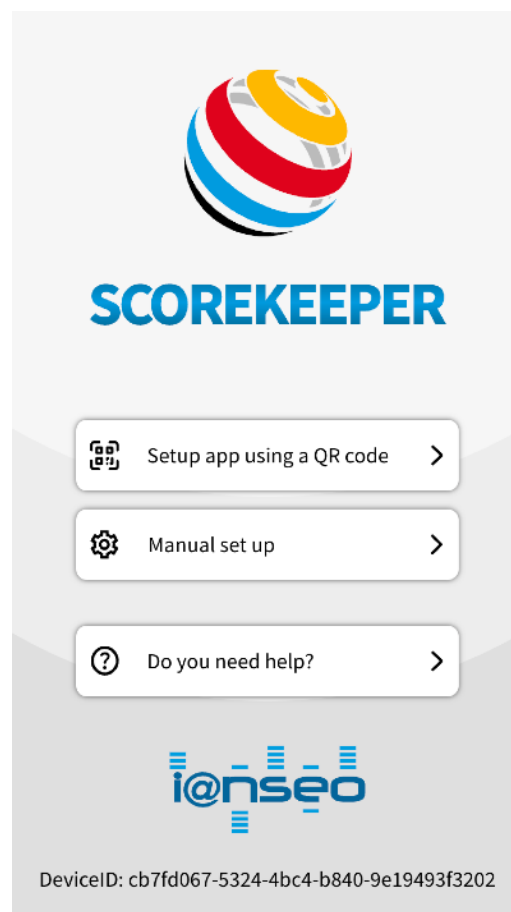 SCOREKEEPER
Setup app using a QR code
Manual set up
Do you need help?
i@nseo
DeviceID: cb7fd067-5324-4bc4-b840-9e19493f3202